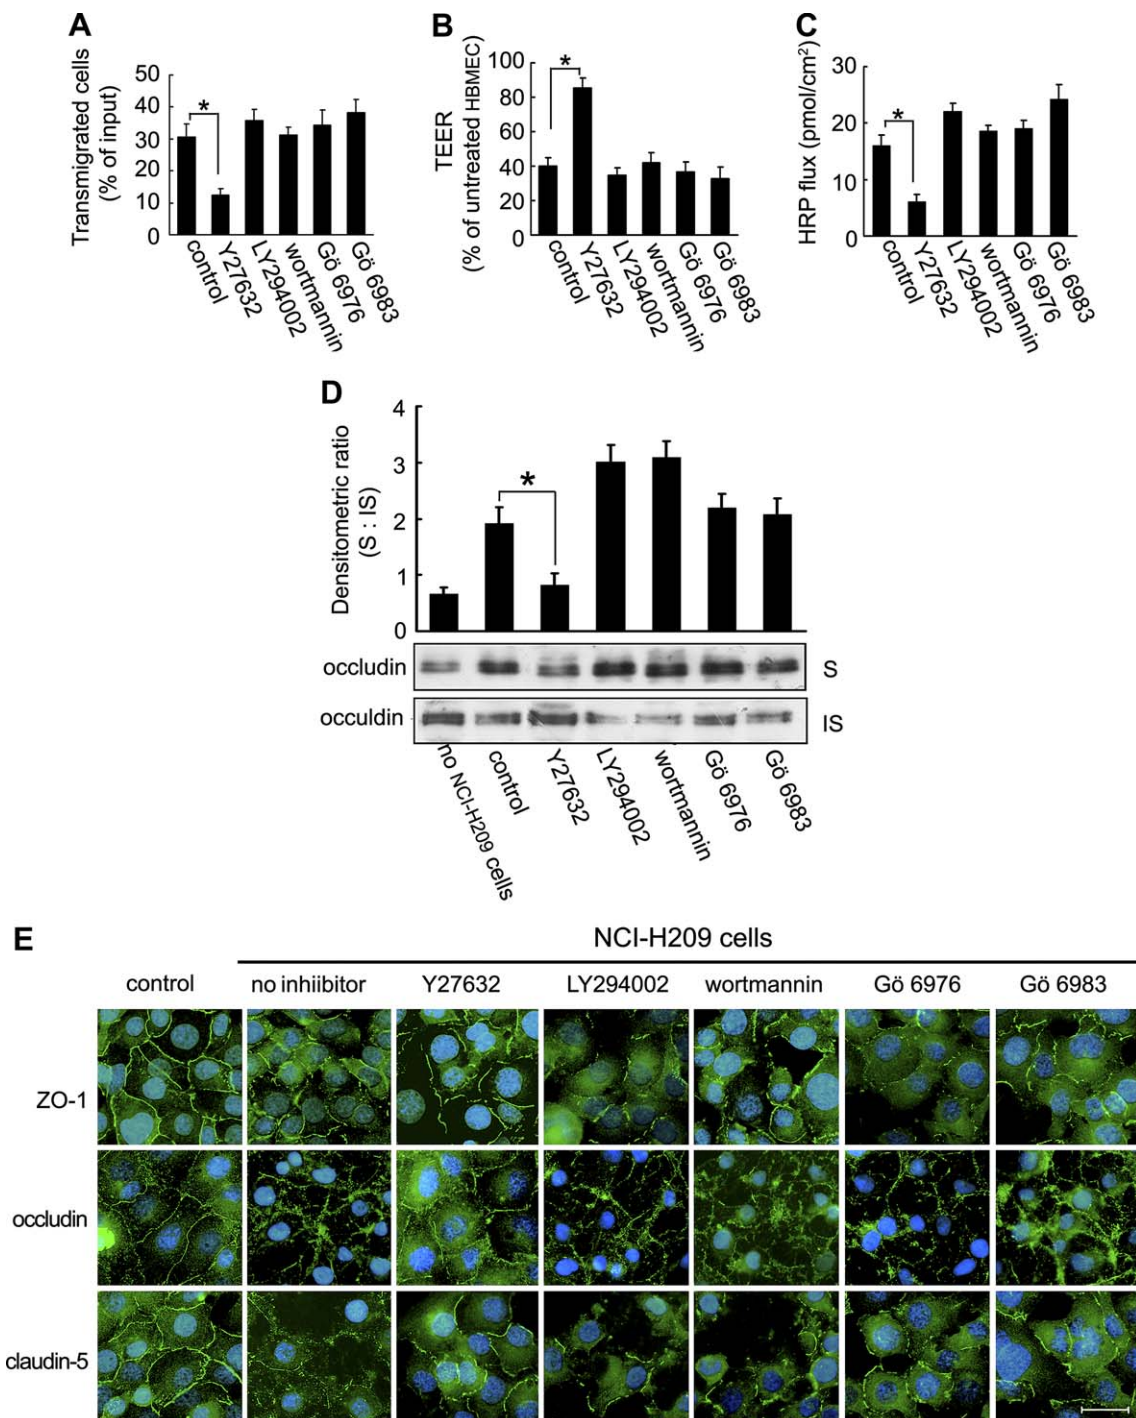 A
Transmigrated cells
(% of input)
50
40
30
20
10
0
*
control
Y27632
LY294002
wortmannin
Gö 6976
Gö 6983
B
TEER
(% of untreated HBMEC)
100
80
60
40
20
0
*
control
Y27632
LY294002
wortmannin
Gö 6976
Gö 6983
C
HRP flux (pmol/cm²)
30
20
10
0
*
control
Y27632
LY294002
wortmannin
Gö 6976
Gö 6983
D
Densitometric ratio
(S : IS)
4
3
2
1
0
*
occludin S
occuldin IS
no NCI-H209 cells
control
Y27632
LY294002
wortmannin
Gö 6976
Gö 6983
E
NCI-H209 cells
control no inhiibitor Y27632 LY294002 wortmannin Gö 6976 Gö 6983
ZO-1
occludin
claudin-5